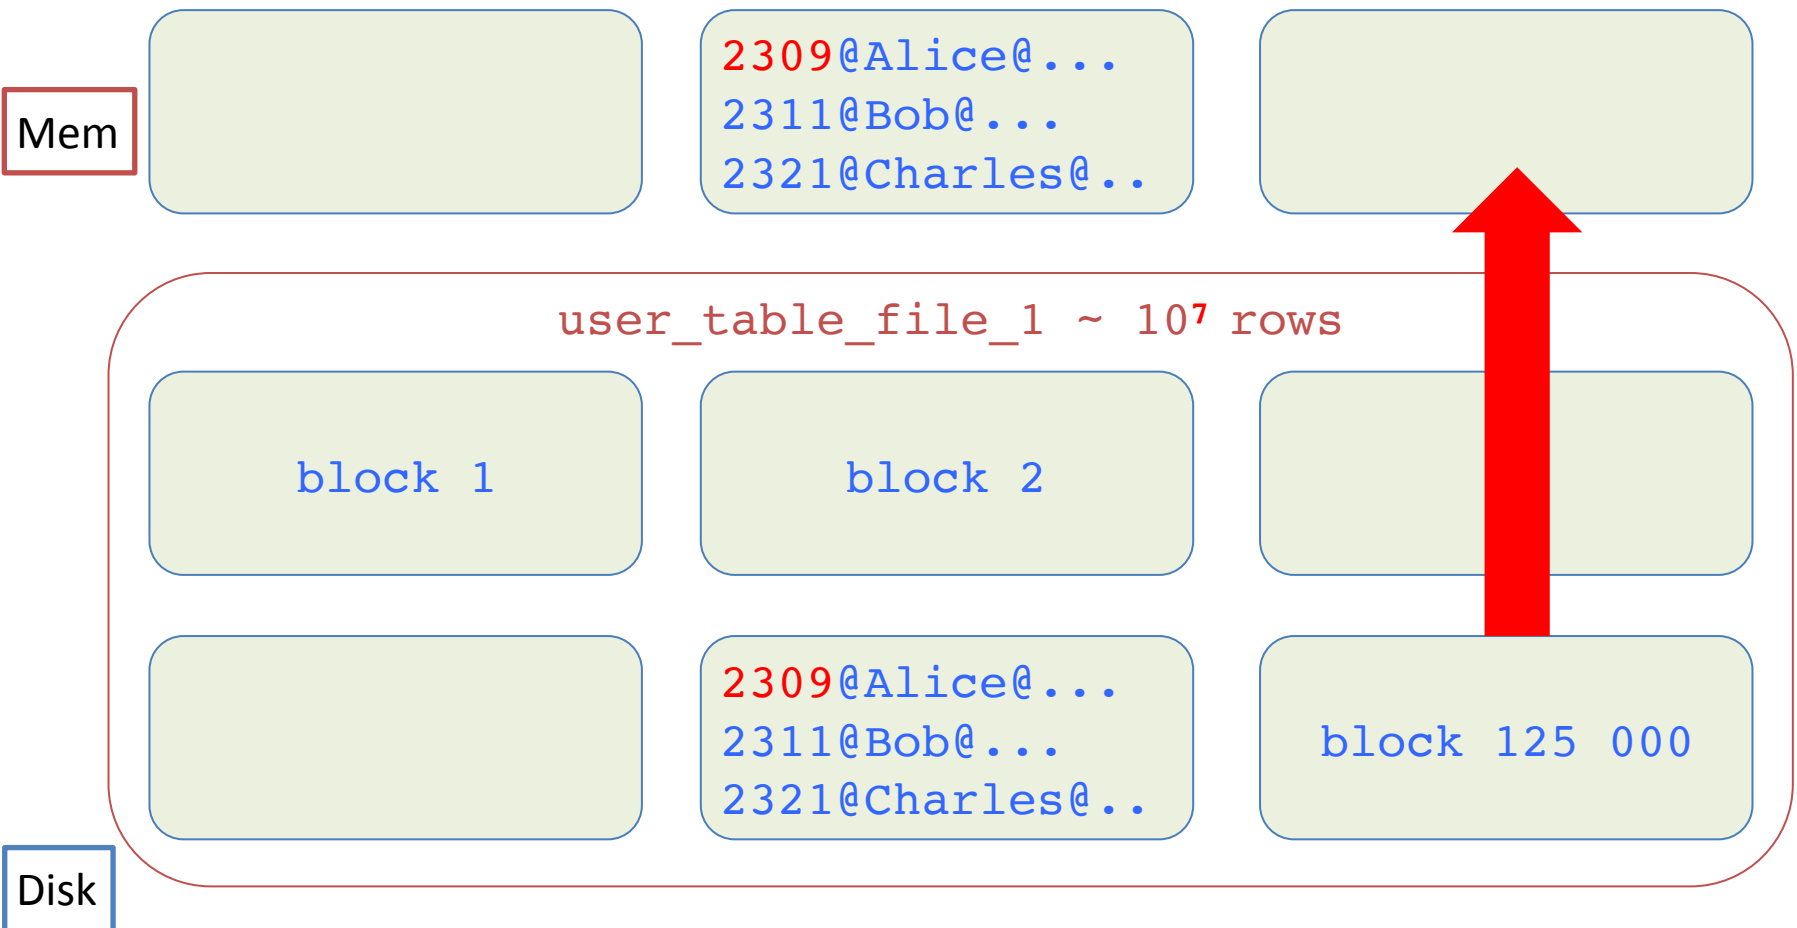 Mem
2309@Alice@...
2311@Bob@...
2321@Charles@..
user_table_file_1 ~ 10⁷ rows
block 1
block 2
2309@Alice@...
2311@Bob@...
2321@Charles@..
block 125 000
Disk